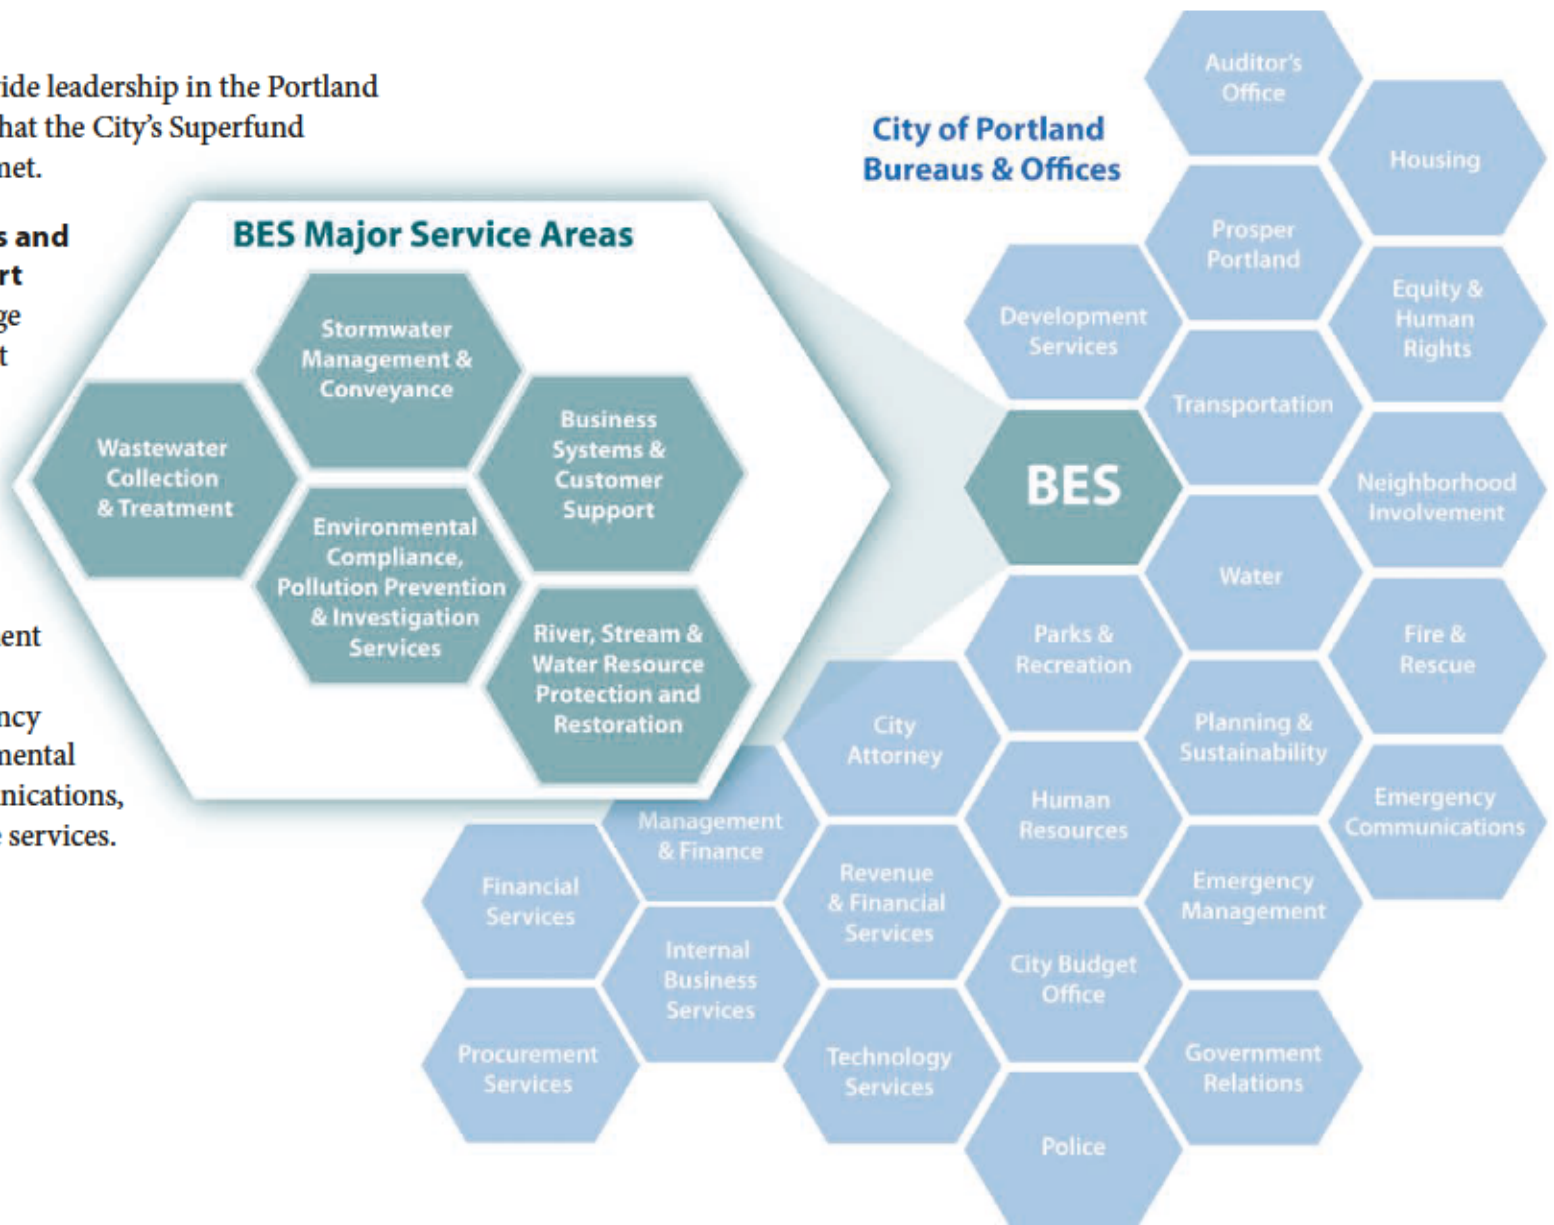 ide leadership in the Portland
hat the City's Superfund
met.
s and
rt
ge
t
ent
ncy
mental
nications,
e services.
BES Major Service Areas
Stormwater
Management &
Conveyance
Wastewater
Collection
& Treatment
Business
Systems &
Customer
Support
Environmental
Compliance,
Pollution Prevention
& Investigation
Services
River, Stream &
Water Resource
Protection and
Restoration
City of Portland
Bureaus & Offices
Auditor's
Office
Housing
Prosper
Portland
Development
Services
Equity &
Human
Rights
Transportation
BES
Neighborhood
Involvement
Water
Parks &
Recreation
Fire &
Rescue
City
Attorney
Planning &
Sustainability
Human
Resources
Emergency
Communications
Management
& Finance
Financial
Services
Revenue
& Financial
Services
Emergency
Management
Internal
Business
Services
City Budget
Office
Procurement
Services
Technology
Services
Government
Relations
Police